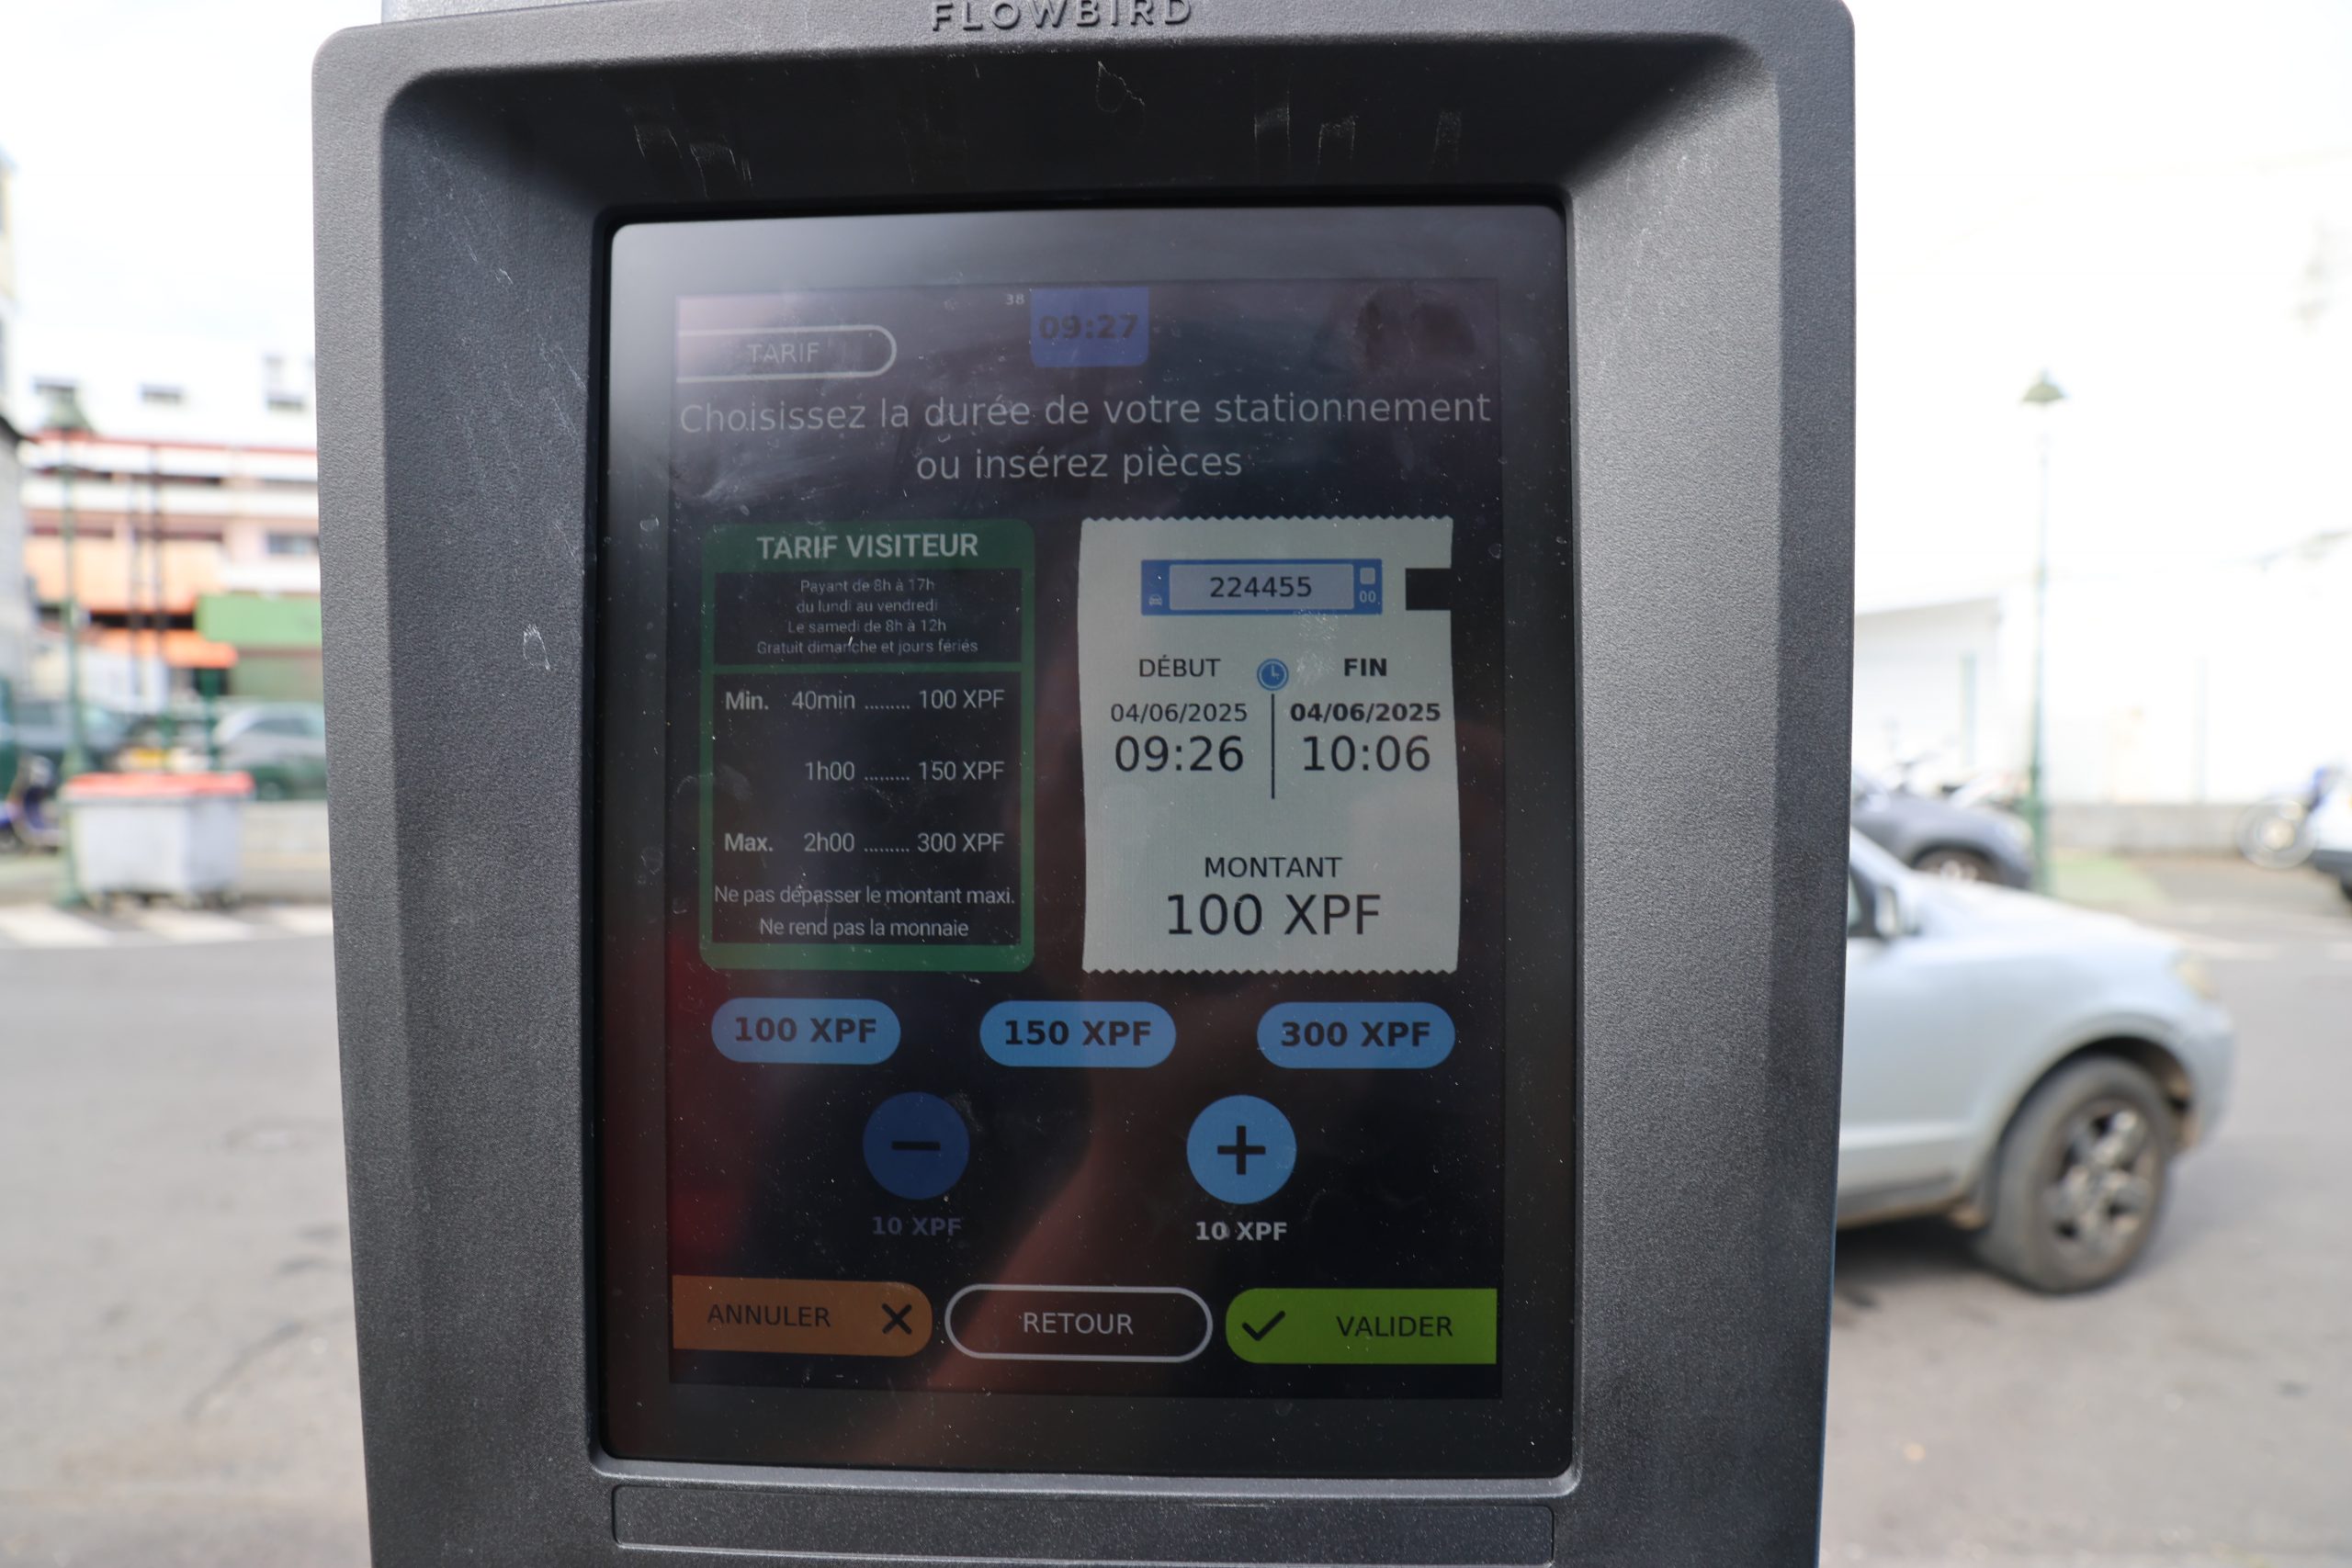 FLOWBIRD
38
09:27
TARIF
Choisissez la durée de votre stationnement
ou insérez pièces
TARIF VISITEUR
Payant de 8h à 17h
du lundi au vendredi
Le samedi de 8h à 12h
Gratuit dimanche et jours fériés
Min. 40min ......... 100 XPF
1h00 ......... 150 XPF
Max. 2h00 ......... 300 XPF
Ne pas dépasser le montant maxi.
Ne rend pas la monnaie
224455
00
DÉBUT FIN
04/06/2025 04/06/2025
09:26 10:06
MONTANT
100 XPF
100 XPF 150 XPF 300 XPF
− +
10 XPF 10 XPF
ANNULER RETOUR VALIDER